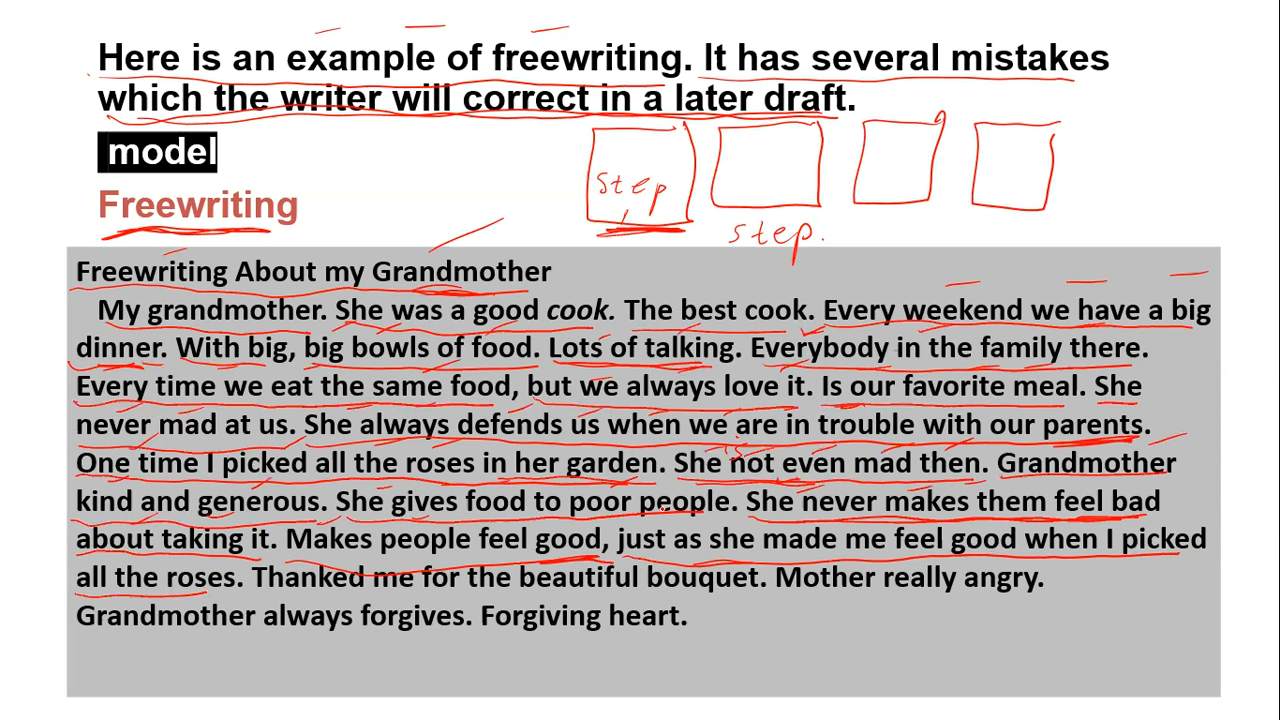 Here is an example of freewriting. It has several mistakes
which the writer will correct in a later draft.
model
step
Freewriting
step.
Freewriting About my Grandmother
My grandmother. She was a good cook. The best cook. Every weekend we have a big
dinner. With big, big bowls of food. Lots of talking. Everybody in the family there.
Every time we eat the same food, but we always love it. Is our favorite meal. She
never mad at us. She always defends us when we are in trouble with our parents.
is
One time I picked all the roses in her garden. She not even mad then. Grandmother
kind and generous. She gives food to poor people. She never makes them feel bad
about taking it. Makes people feel good, just as she made me feel good when I picked
all the roses. Thanked me for the beautiful bouquet. Mother really angry.
Grandmother always forgives. Forgiving heart.